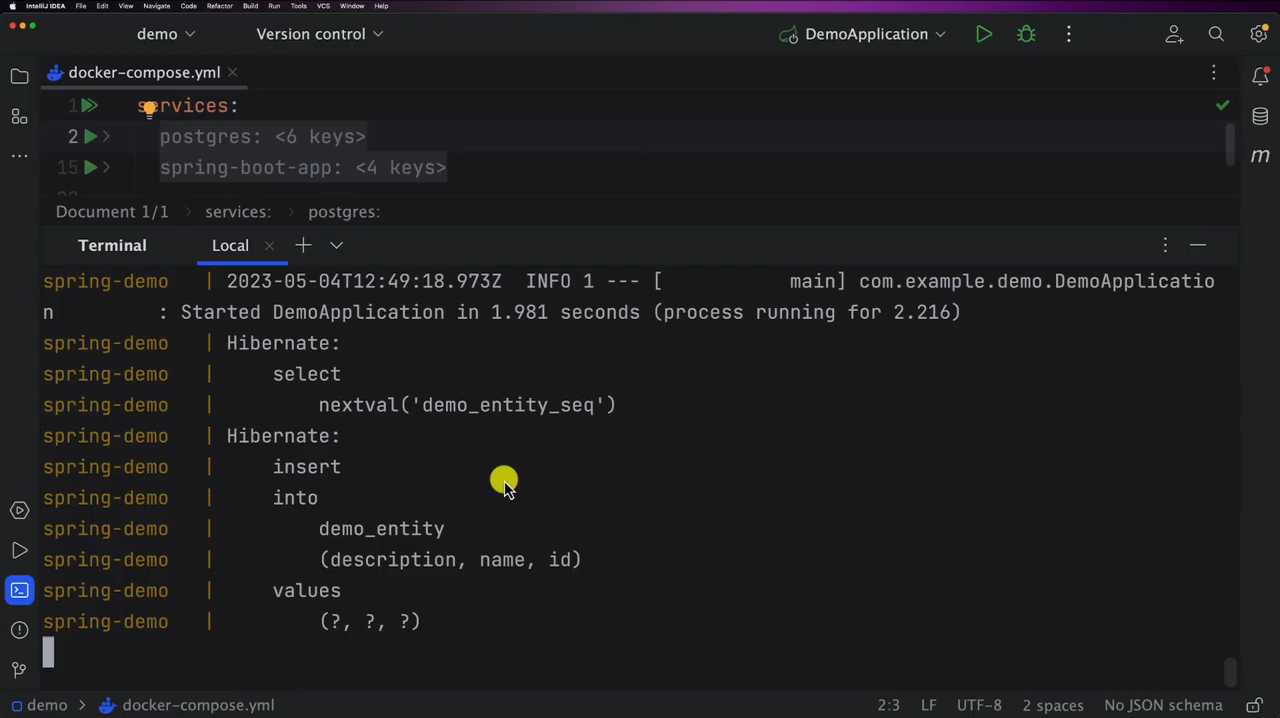 IntelliJ IDEA File Edit View Navigate Code Refactor Build Run Tools VCS Window Help
demo Version control DemoApplication
docker-compose.yml
1 services:
2 postgres: <6 keys>
15 spring-boot-app: <4 keys>
Document 1/1 services: postgres:
Terminal Local
spring-demo | 2023-05-04T12:49:18.973Z INFO 1 --- [ main] com.example.demo.DemoApplicatio
n : Started DemoApplication in 1.981 seconds (process running for 2.216)
spring-demo | Hibernate:
spring-demo | select
spring-demo | nextval('demo_entity_seq')
spring-demo | Hibernate:
spring-demo | insert
spring-demo | into
spring-demo | demo_entity
spring-demo | (description, name, id)
spring-demo | values
spring-demo | (?, ?, ?)
demo docker-compose.yml 2:3 LF UTF-8 2 spaces No JSON schema